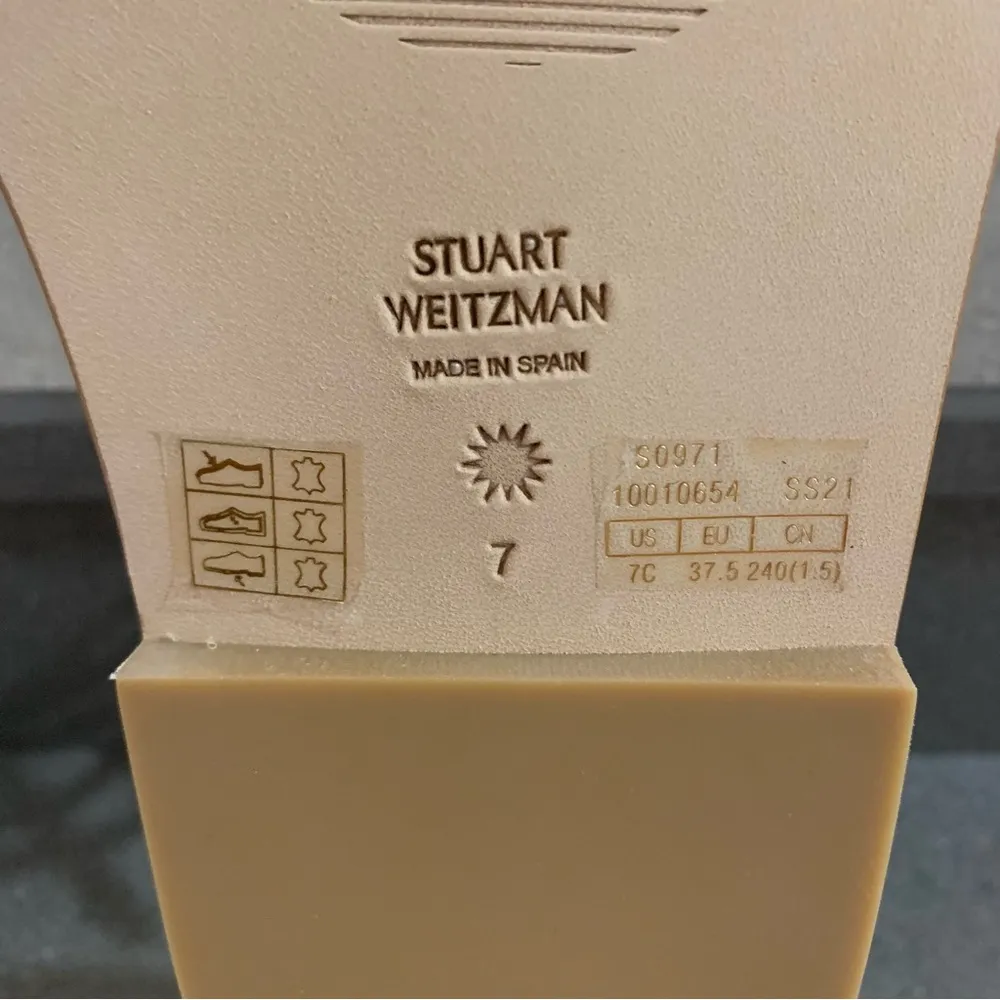 STUART
WEITZMAN
MADE IN SPAIN
7
S0971
10010654 SS21
US EU CN
7C 37.5 240(1.5)